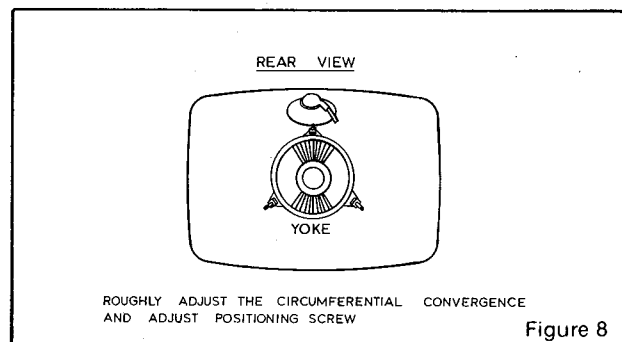 REAR VIEW
YOKE
ROUGHLY ADJUST THE CIRCUMFERENTIAL CONVERGENCE
AND ADJUST POSITIONING SCREW
Figure 8